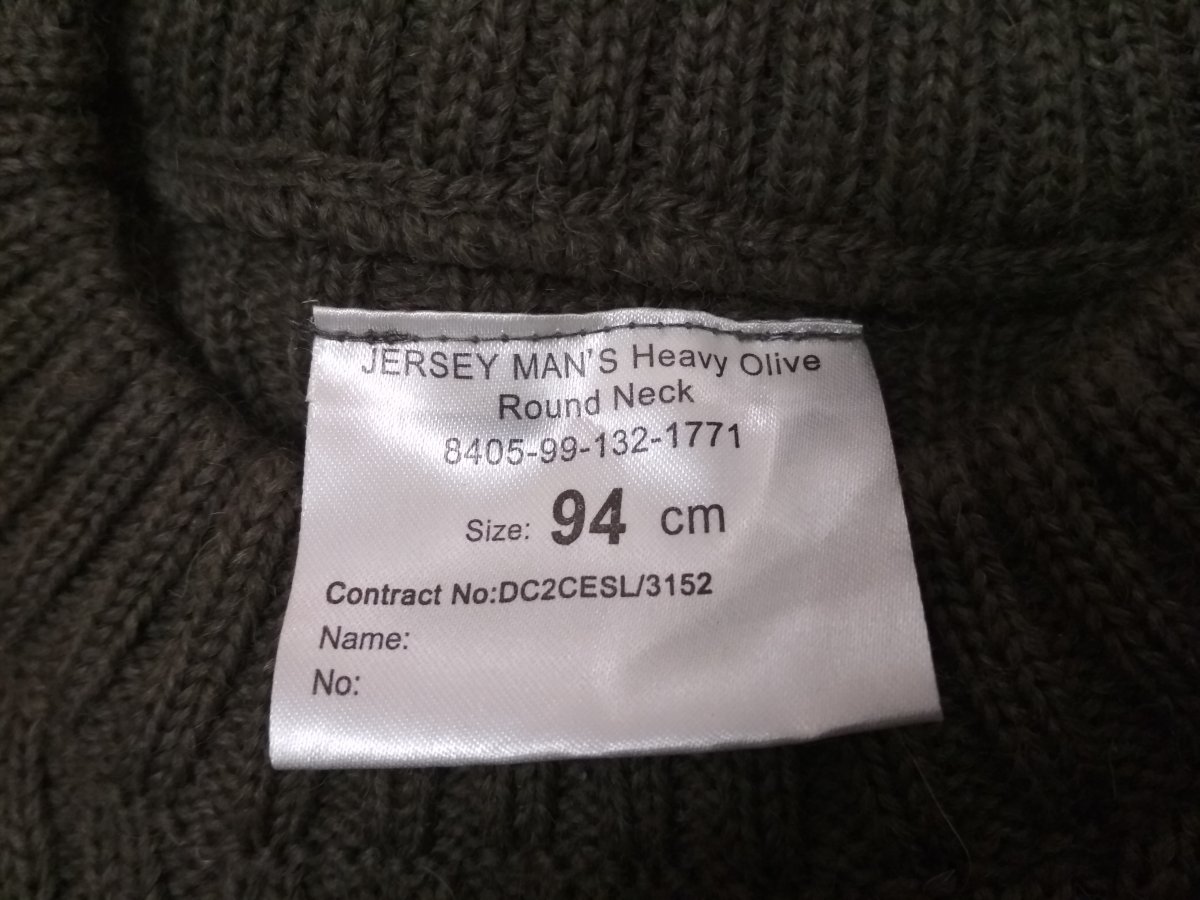 JERSEY MAN'S Heavy Olive
Round Neck
8405-99-132-1771
Size: 94 cm
Contract No:DC2CESL/3152
Name:
No: